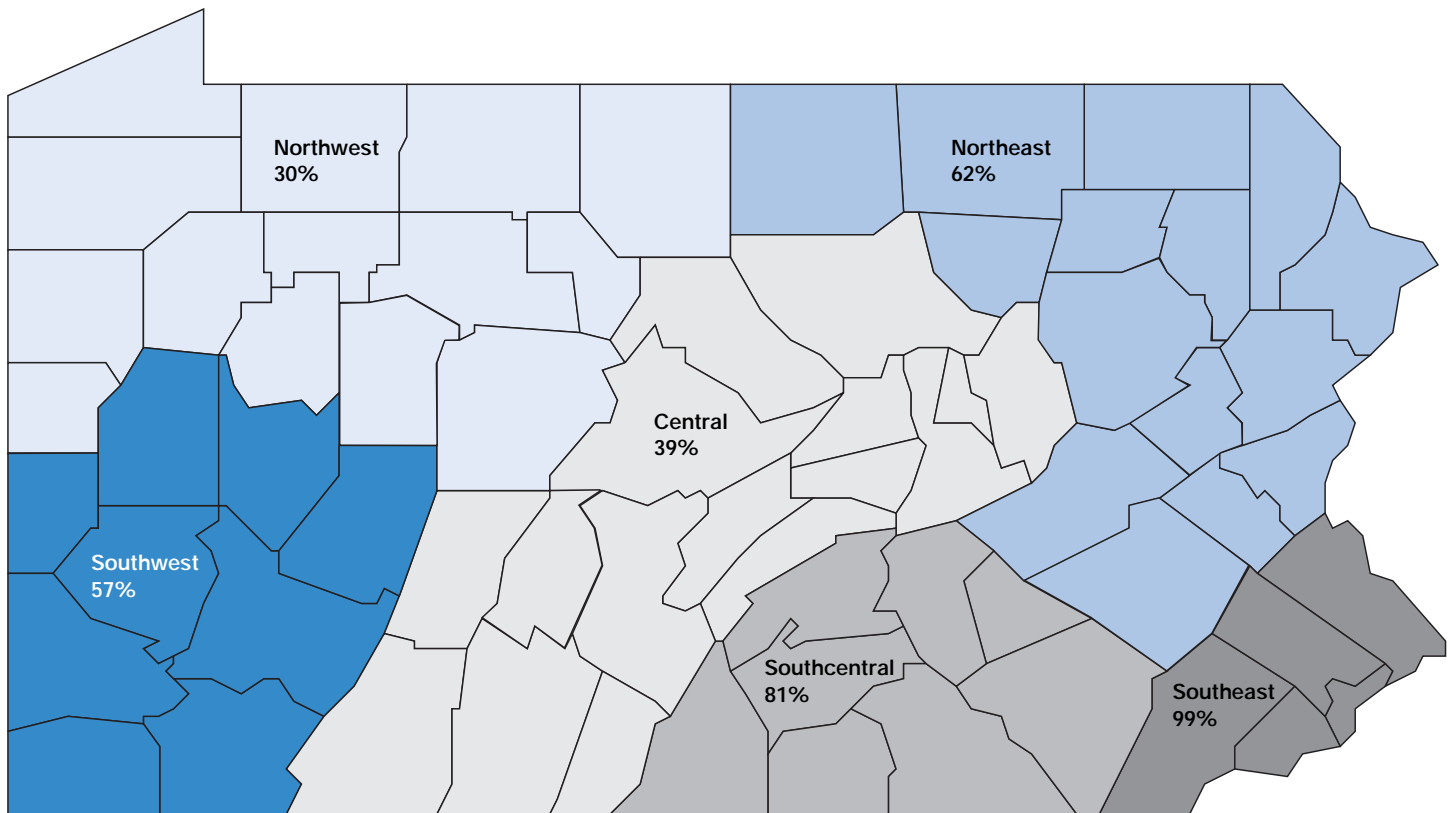 Northwest
30%
Northeast
62%
Central
39%
Southwest
57%
Southcentral
81%
Southeast
99%